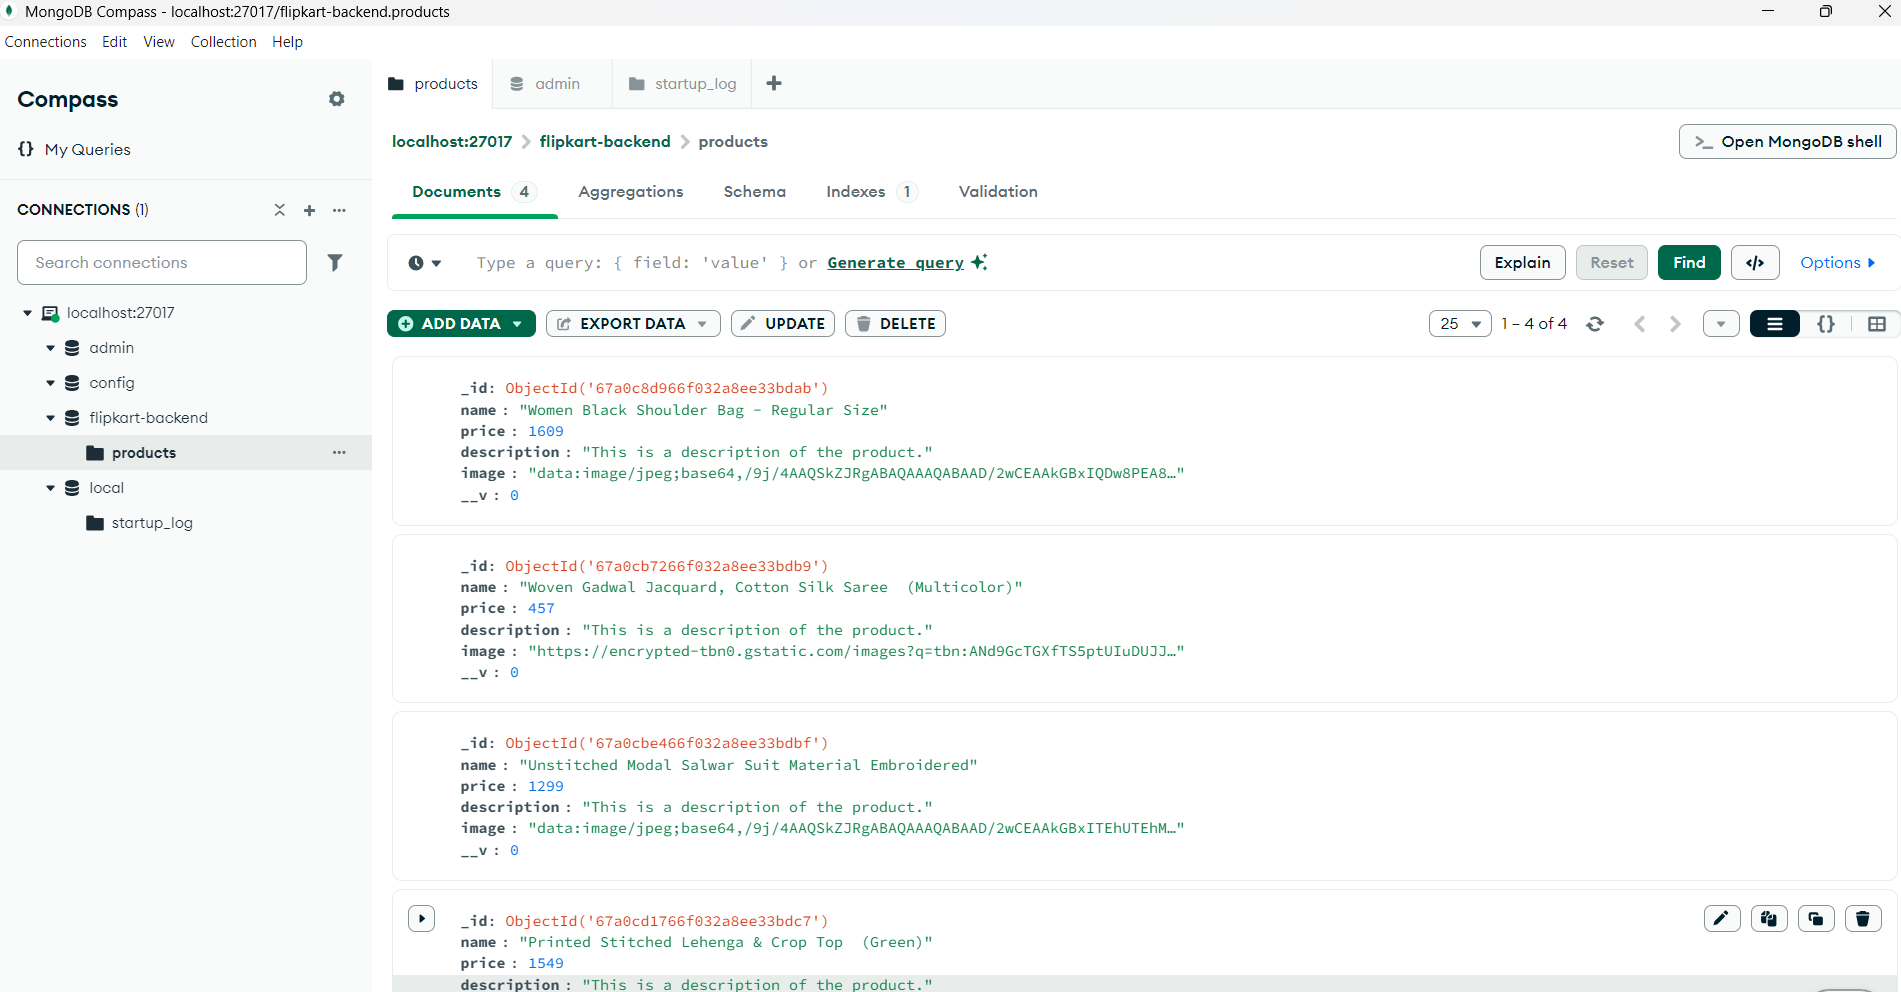 MongoDB Compass - localhost:27017/flipkart-backend.products
Connections Edit View Collection Help
Compass
{} My Queries
CONNECTIONS (1)
Search connections
localhost:27017
admin
config
flipkart-backend
products
local
startup_log
products admin startup_log
localhost:27017 > flipkart-backend > products
>_ Open MongoDB shell
Documents 4 Aggregations Schema Indexes 1 Validation
Type a query: { field: 'value' } or Generate query
Explain Reset Find </> Options
ADD DATA EXPORT DATA UPDATE DELETE
25 1 – 4 of 4 {}
_id: ObjectId('67a0c8d966f032a8ee33bdab')
name : "Women Black Shoulder Bag - Regular Size"
price : 1609
description : "This is a description of the product."
image : "data:image/jpeg;base64,/9j/4AAQSkZJRgABAQAAAQABAAD/2wCEAAkGBxIQDw8PEA8…"
__v : 0
_id: ObjectId('67a0cb7266f032a8ee33bdb9')
name : "Woven Gadwal Jacquard, Cotton Silk Saree  (Multicolor)"
price : 457
description : "This is a description of the product."
image : "https://encrypted-tbn0.gstatic.com/images?q=tbn:ANd9GcTGXfTS5ptUIuDUJJ…"
__v : 0
_id: ObjectId('67a0cbe466f032a8ee33bdbf')
name : "Unstitched Modal Salwar Suit Material Embroidered"
price : 1299
description : "This is a description of the product."
image : "data:image/jpeg;base64,/9j/4AAQSkZJRgABAQAAAQABAAD/2wCEAAkGBxITEhUTEhM…"
__v : 0
_id: ObjectId('67a0cd1766f032a8ee33bdc7')
name : "Printed Stitched Lehenga & Crop Top  (Green)"
price : 1549
description : "This is a description of the product."